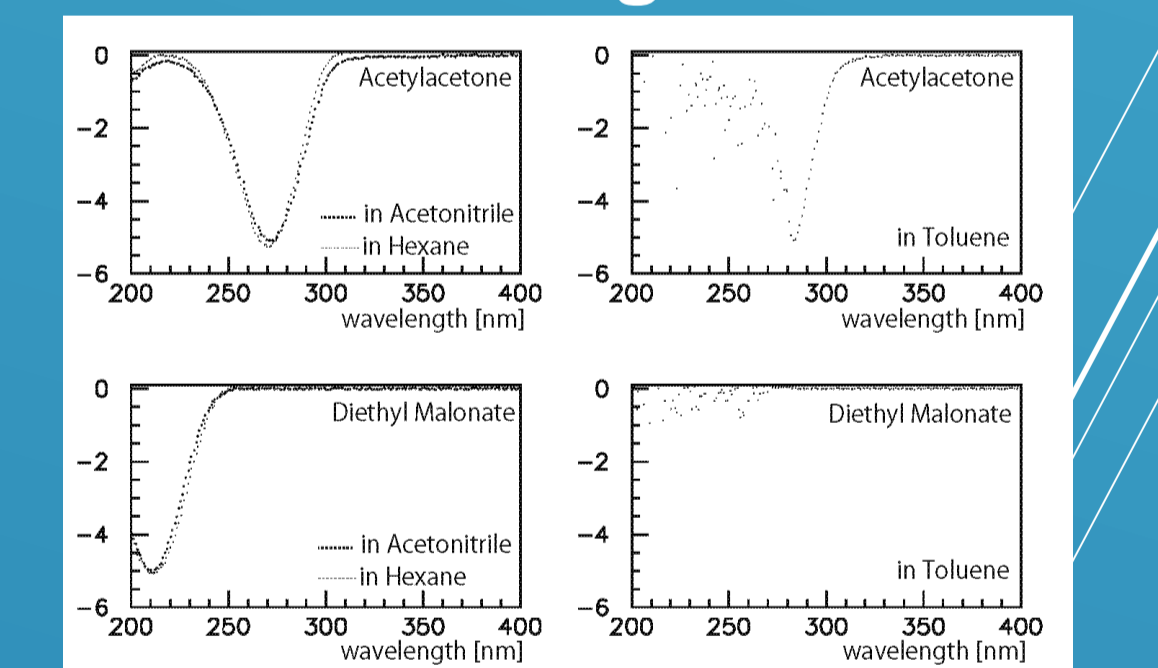 0
Acetylacetone
−2
−4
in Acetonitrile
in Hexane
−6
200 250 300 350 400
wavelength [nm]
0
Acetylacetone
−2
−4
in Toluene
−6
200 250 300 350 400
wavelength [nm]
0
Diethyl Malonate
−2
−4
in Acetonitrile
in Hexane
−6
200 250 300 350 400
wavelength [nm]
0
Diethyl Malonate
−2
−4
in Toluene
−6
200 250 300 350 400
wavelength [nm]